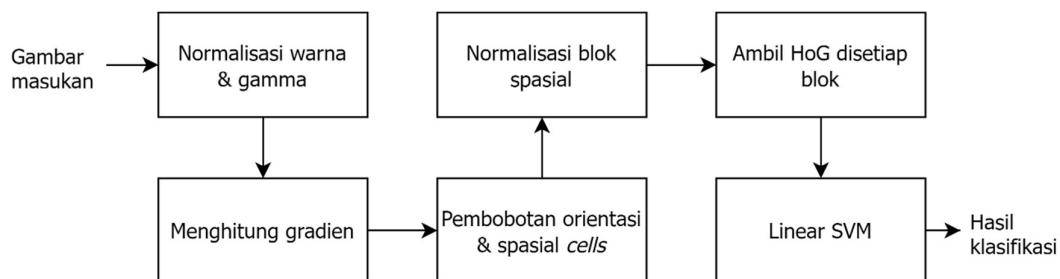 Gambar
masukan
Normalisasi warna
& gamma
Menghitung gradien
Pembobotan orientasi
& spasial cells
Normalisasi blok
spasial
Ambil HoG disetiap
blok
Linear SVM
Hasil
klasifikasi